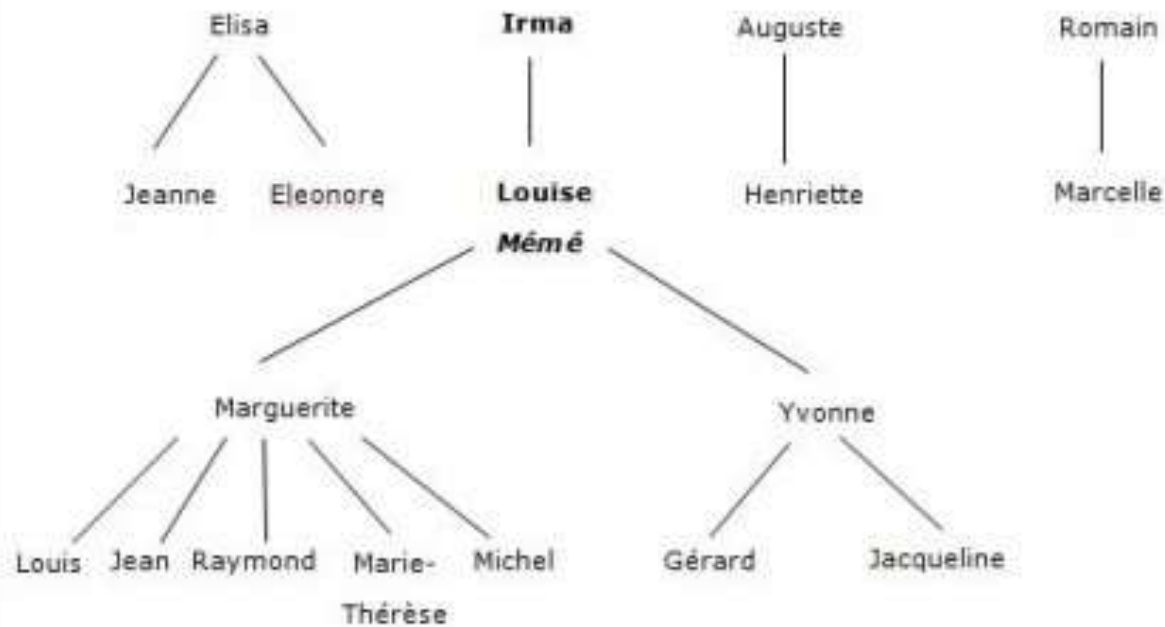 Elisa Irma Auguste Romain
Jeanne Eleonore Louise Henriette Marcelle
Mémé
Marguerite Yvonne
Louis Jean Raymond Marie- Michel Gérard Jacqueline
Thérèse